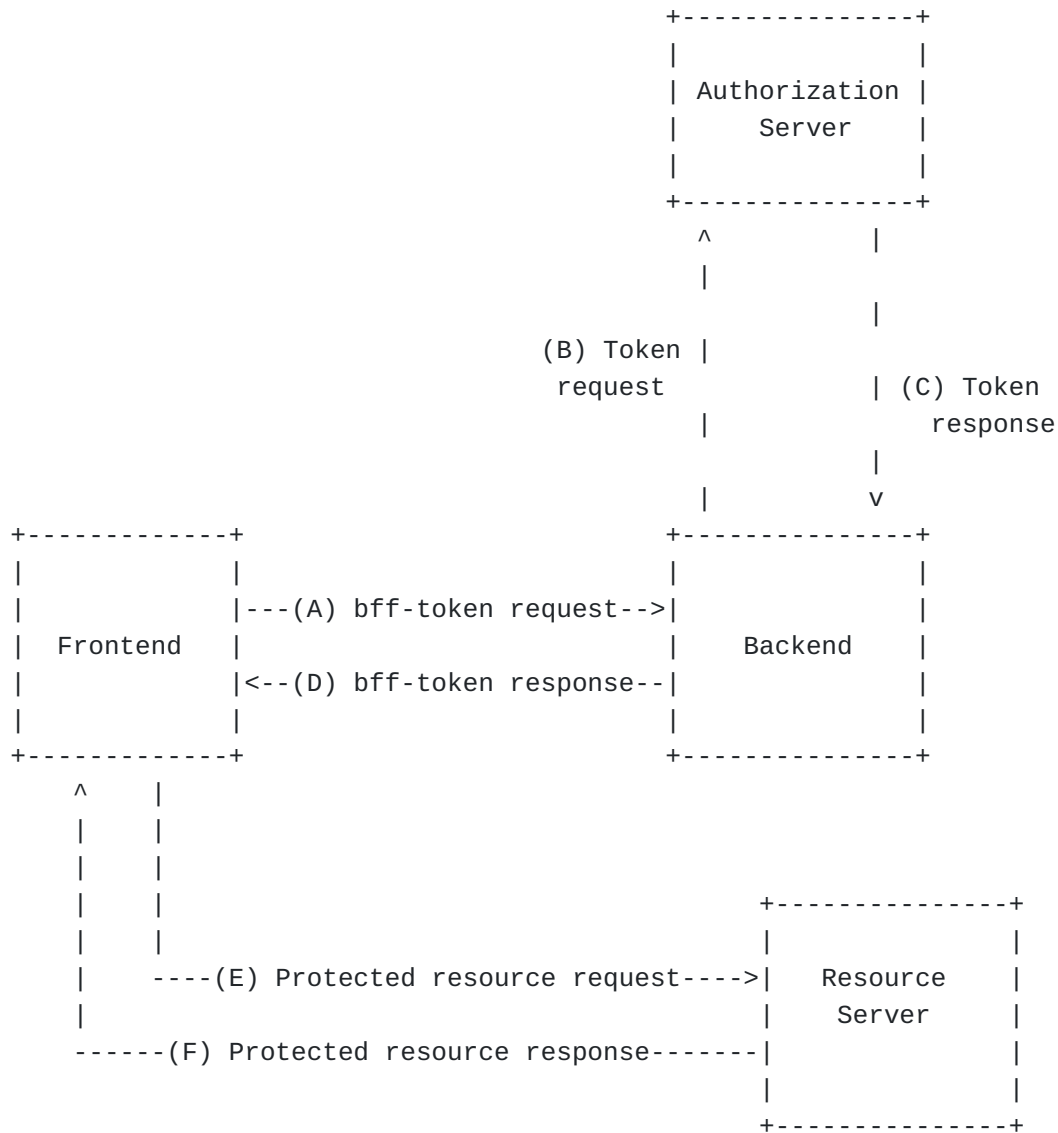 Authorization
Server
(B) Token
request
(C) Token
response
---(A) bff-token request-->
Frontend
Backend
<--(D) bff-token response--
----(E) Protected resource request---->
Resource
Server
------(F) Protected resource response-------